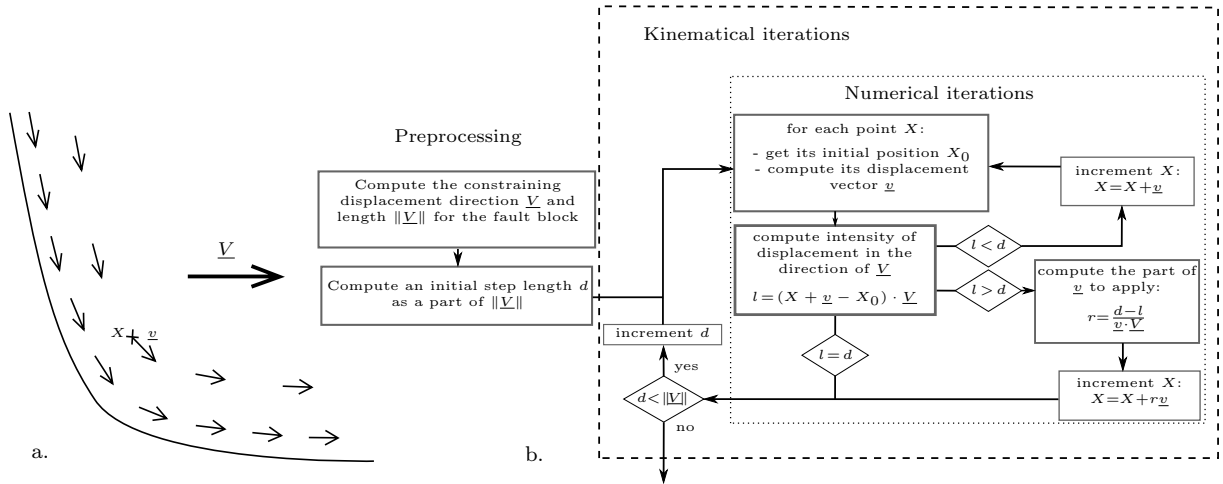 X
v
V
a.
Preprocessing
Compute the constraining
displacement direction V and
length ‖V‖ for the fault block
Compute an initial step length d
as a part of ‖V‖
b.
Kinematical iterations
Numerical iterations
for each point X:
- get its initial position X₀
- compute its displacement
vector v
increment X:
X=X+v
compute intensity of
displacement in the
direction of V
l=(X + v − X₀) · V
l<d
l>d
compute the part of
v to apply:
r=(d−l)/(v·V)
increment d
l=d
yes
d<‖V‖
no
increment X:
X=X+rv